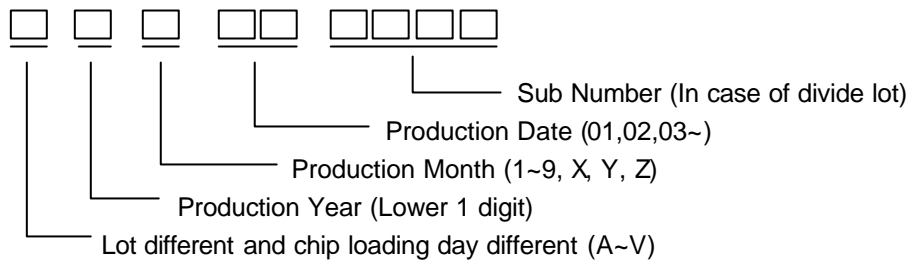 Sub Number (In case of divide lot)
Production Date (01,02,03~)
Production Month (1~9, X, Y, Z)
Production Year (Lower 1 digit)
Lot different and chip loading day different (A~V)